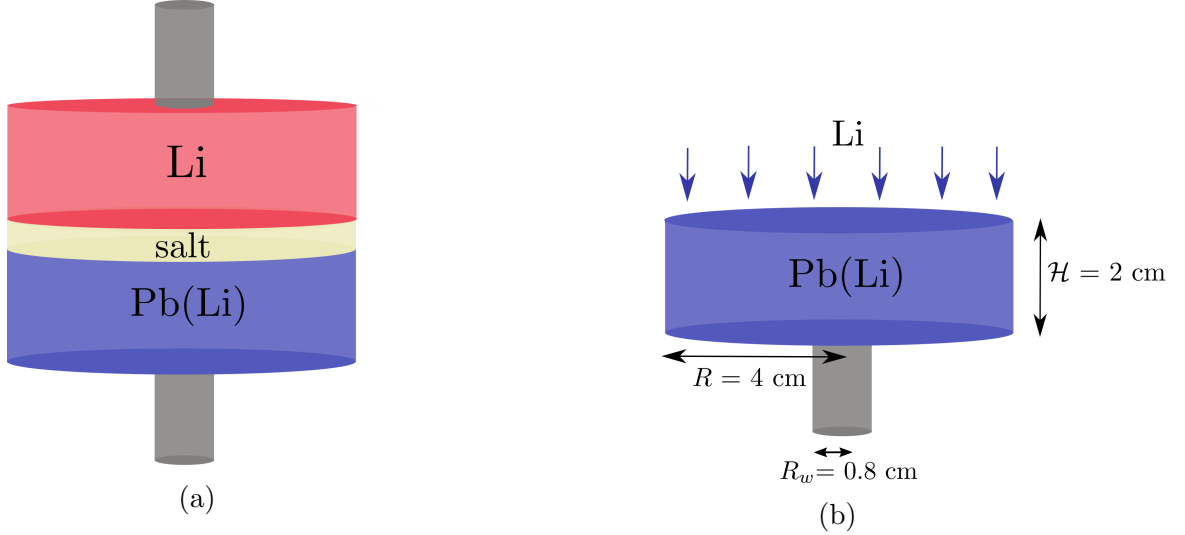 Li
salt
Pb(Li)
(a)
Li
Pb(Li)
ℋ = 2 cm
R = 4 cm
R_w = 0.8 cm
(b)